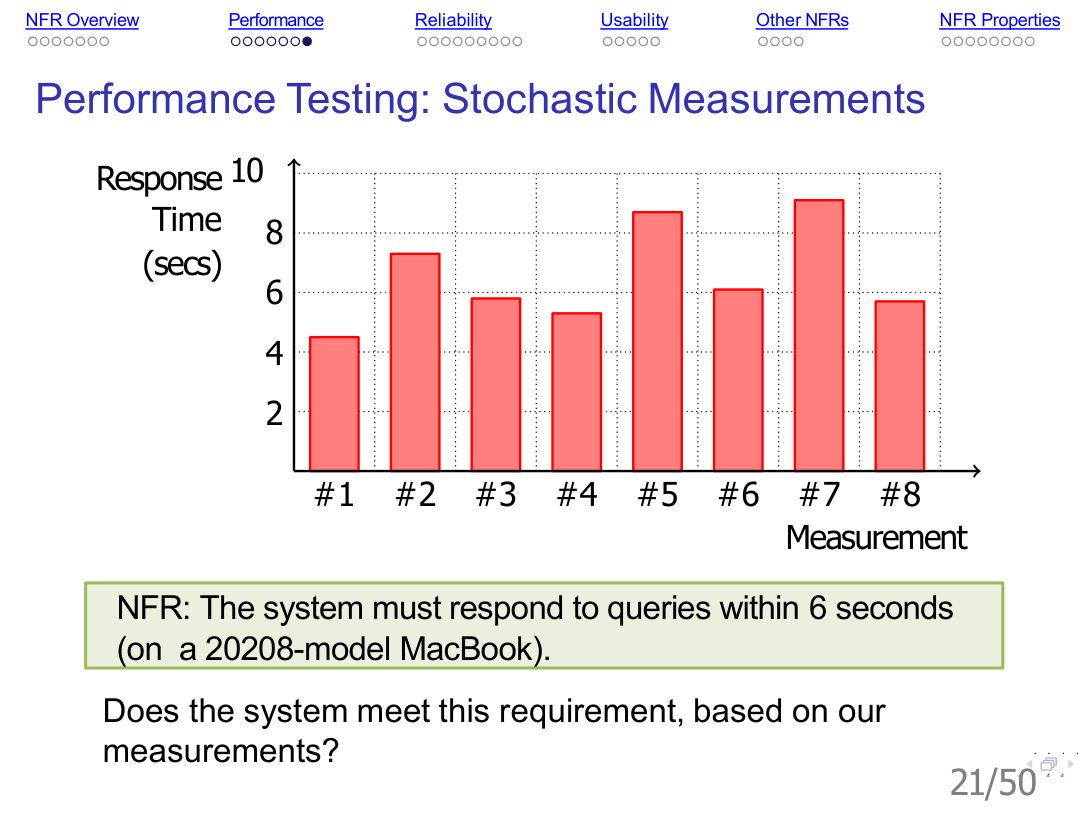 NFR Overview Performance Reliability Usability Other NFRs NFR Properties
Performance Testing: Stochastic Measurements
Response
Time
(secs)
10
8
6
4
2
#1 #2 #3 #4 #5 #6 #7 #8
Measurement
NFR: The system must respond to queries within 6 seconds
(on a 20208-model MacBook).
Does the system meet this requirement, based on our
measurements?
21/50